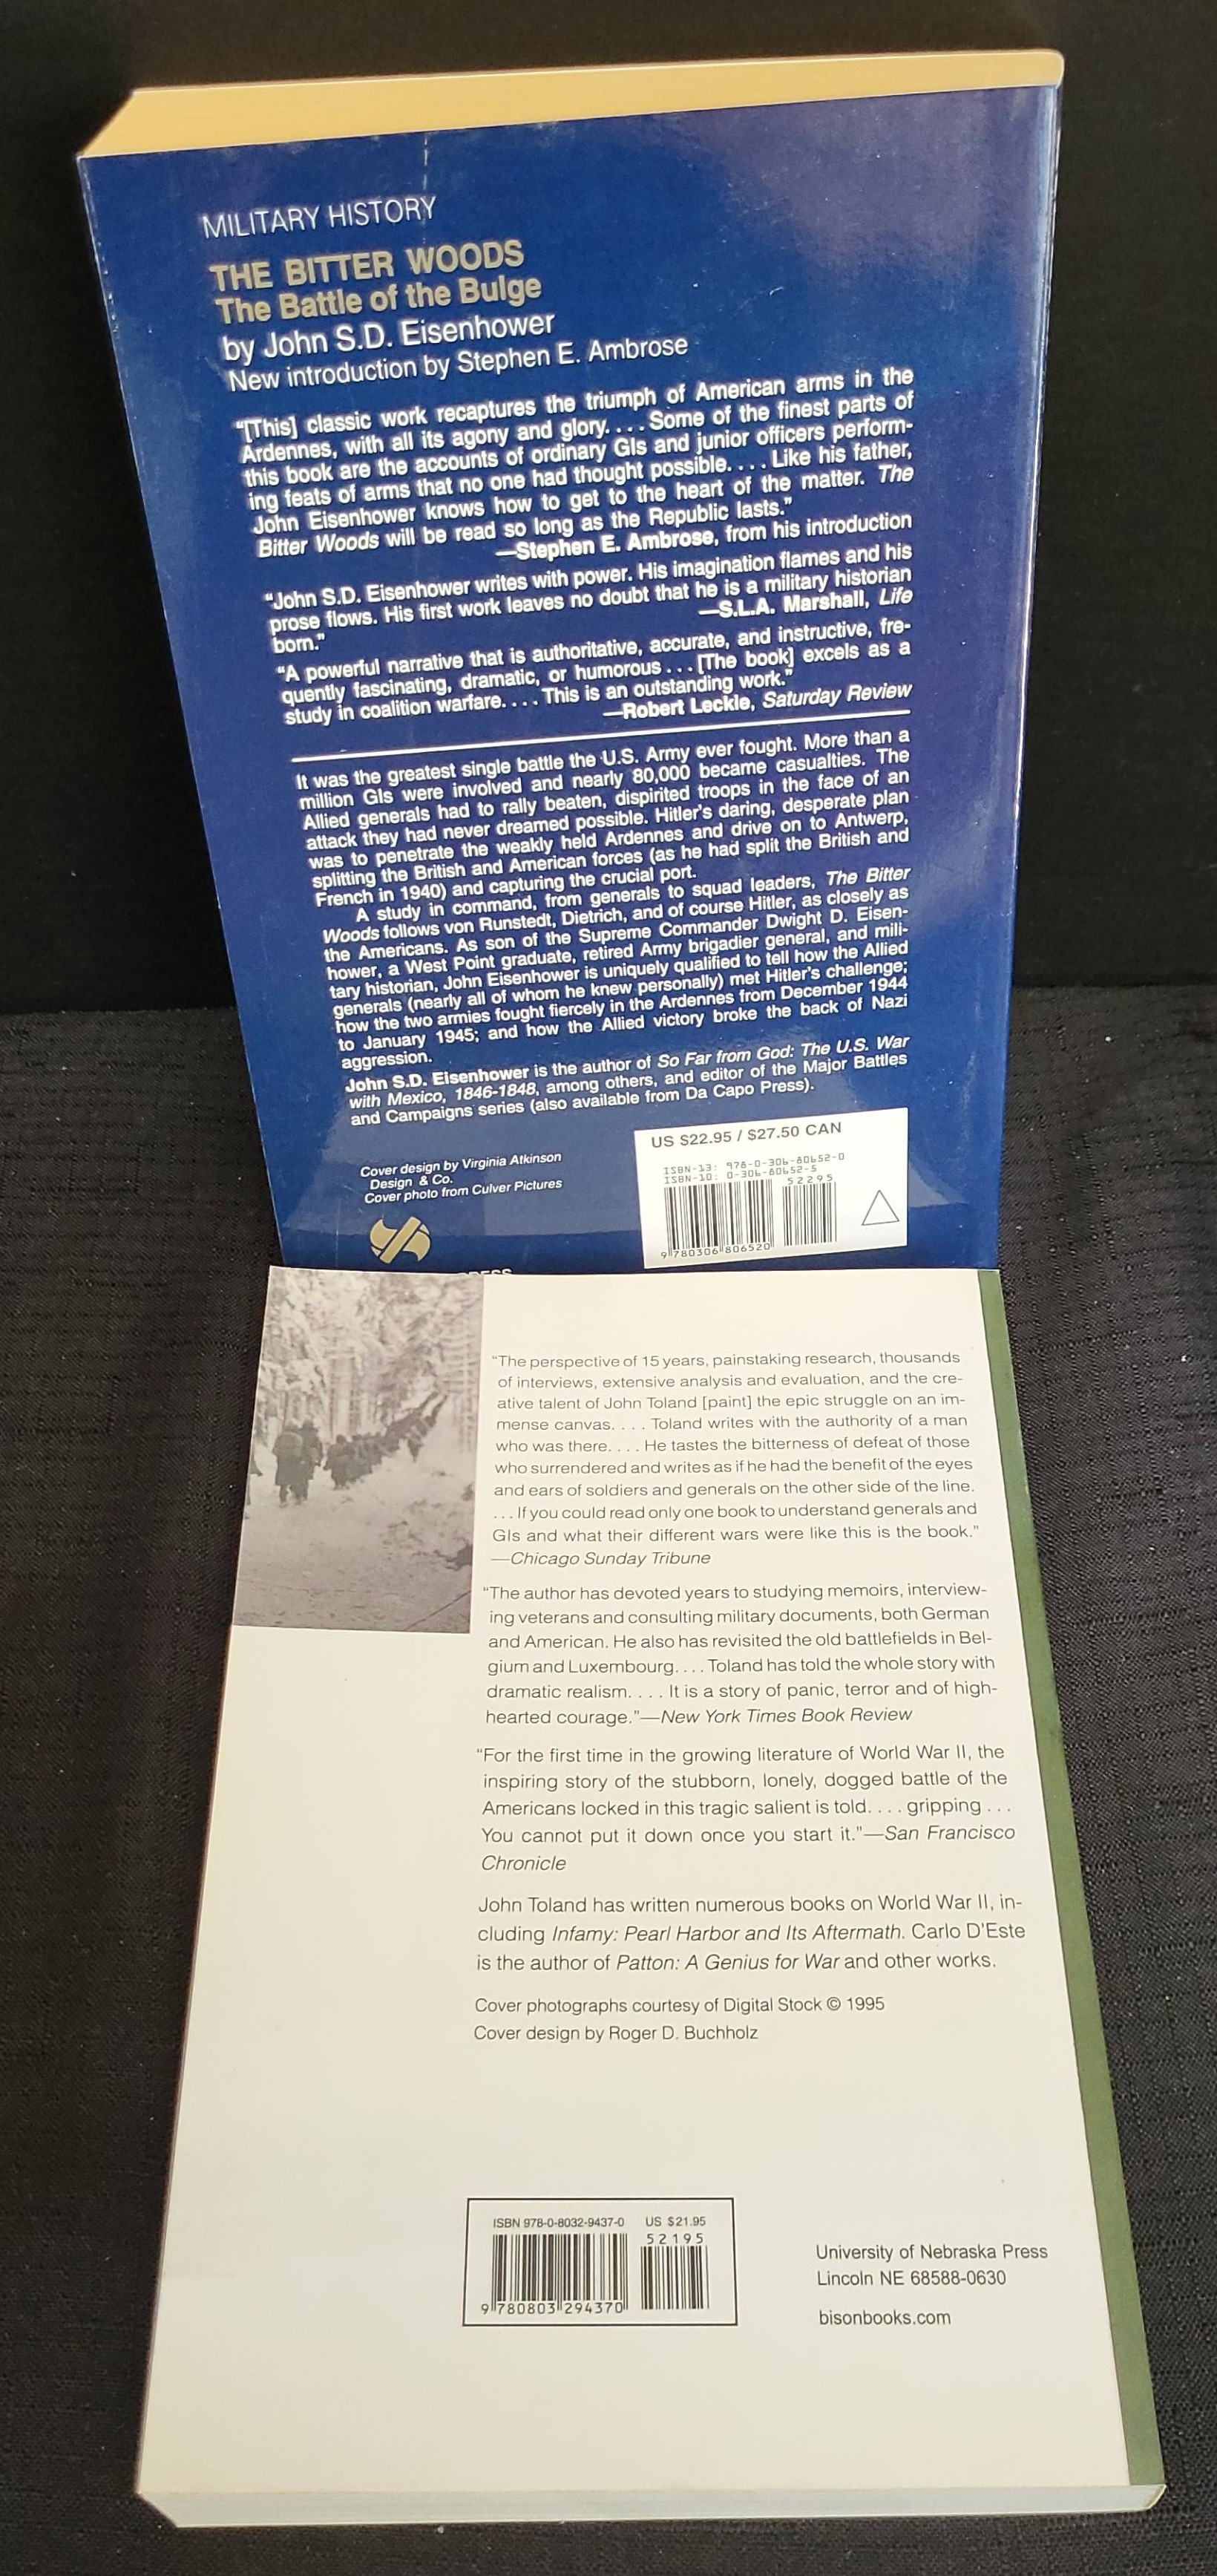 MILITARY HISTORY
THE BITTER WOODS
The Battle of the Bulge
by John S.D. Eisenhower
New introduction by Stephen E. Ambrose
“[This] classic work recaptures the triumph of American arms in the
Ardennes, with all its agony and glory. . . . Some of the finest parts of
this book are the accounts of ordinary GIs and junior officers perform-
ing feats of arms that no one had thought possible. . . . Like his father,
John Eisenhower knows how to get to the heart of the matter. The
Bitter Woods will be read so long as the Republic lasts.”
—Stephen E. Ambrose, from his introduction
“John S.D. Eisenhower writes with power. His imagination flames and his
prose flows. His first work leaves no doubt that he is a military historian
born.”
—S.L.A. Marshall, Life
“A powerful narrative that is authoritative, accurate, and instructive, fre-
quently fascinating, dramatic, or humorous . . . [The book] excels as a
study in coalition warfare. . . . This is an outstanding work.”
—Robert Leckie, Saturday Review
It was the greatest single battle the U.S. Army ever fought. More than a
million GIs were involved and nearly 80,000 became casualties. The
Allied generals had to rally beaten, dispirited troops in the face of an
attack they had never dreamed possible. Hitler's daring, desperate plan
was to penetrate the weakly held Ardennes and drive on to Antwerp,
splitting the British and American forces (as he had split the British and
French in 1940) and capturing the crucial port.
A study in command, from generals to squad leaders, The Bitter
Woods follows von Runstedt, Dietrich, and of course Hitler, as closely as
the Americans. As son of the Supreme Commander Dwight D. Eisen-
hower, a West Point graduate, retired Army brigadier general, and mili-
tary historian, John Eisenhower is uniquely qualified to tell how the Allied
generals (nearly all of whom he knew personally) met Hitler's challenge;
how the two armies fought fiercely in the Ardennes from December 1944
to January 1945; and how the Allied victory broke the back of Nazi
aggression.
John S.D. Eisenhower is the author of So Far from God: The U.S. War
with Mexico, 1846-1848, among others, and editor of the Major Battles
and Campaigns series (also available from Da Capo Press).
Cover design by Virginia Atkinson
Design & Co.
Cover photo from Culver Pictures
US $22.95 / $27.50 CAN
ISBN-13: 978-0-306-80652-0
ISBN-10: 0-306-80652-5
52295
9 780306 806520
“The perspective of 15 years, painstaking research, thousands
of interviews, extensive analysis and evaluation, and the cre-
ative talent of John Toland [paint] the epic struggle on an im-
mense canvas. . . . Toland writes with the authority of a man
who was there. . . . He tastes the bitterness of defeat of those
who surrendered and writes as if he had the benefit of the eyes
and ears of soldiers and generals on the other side of the line.
. . . If you could read only one book to understand generals and
GIs and what their different wars were like this is the book.”
—Chicago Sunday Tribune
“The author has devoted years to studying memoirs, interview-
ing veterans and consulting military documents, both German
and American. He also has revisited the old battlefields in Bel-
gium and Luxembourg. . . . Toland has told the whole story with
dramatic realism. . . . It is a story of panic, terror and of high-
hearted courage.”—New York Times Book Review
“For the first time in the growing literature of World War II, the
inspiring story of the stubborn, lonely, dogged battle of the
Americans locked in this tragic salient is told. . . . gripping . . .
You cannot put it down once you start it.”—San Francisco
Chronicle
John Toland has written numerous books on World War II, in-
cluding Infamy: Pearl Harbor and Its Aftermath. Carlo D'Este
is the author of Patton: A Genius for War and other works.
Cover photographs courtesy of Digital Stock © 1995
Cover design by Roger D. Buchholz
ISBN 978-0-8032-9437-0 US $21.95
52195
9 780803 294370
University of Nebraska Press
Lincoln NE 68588-0630
bisonbooks.com